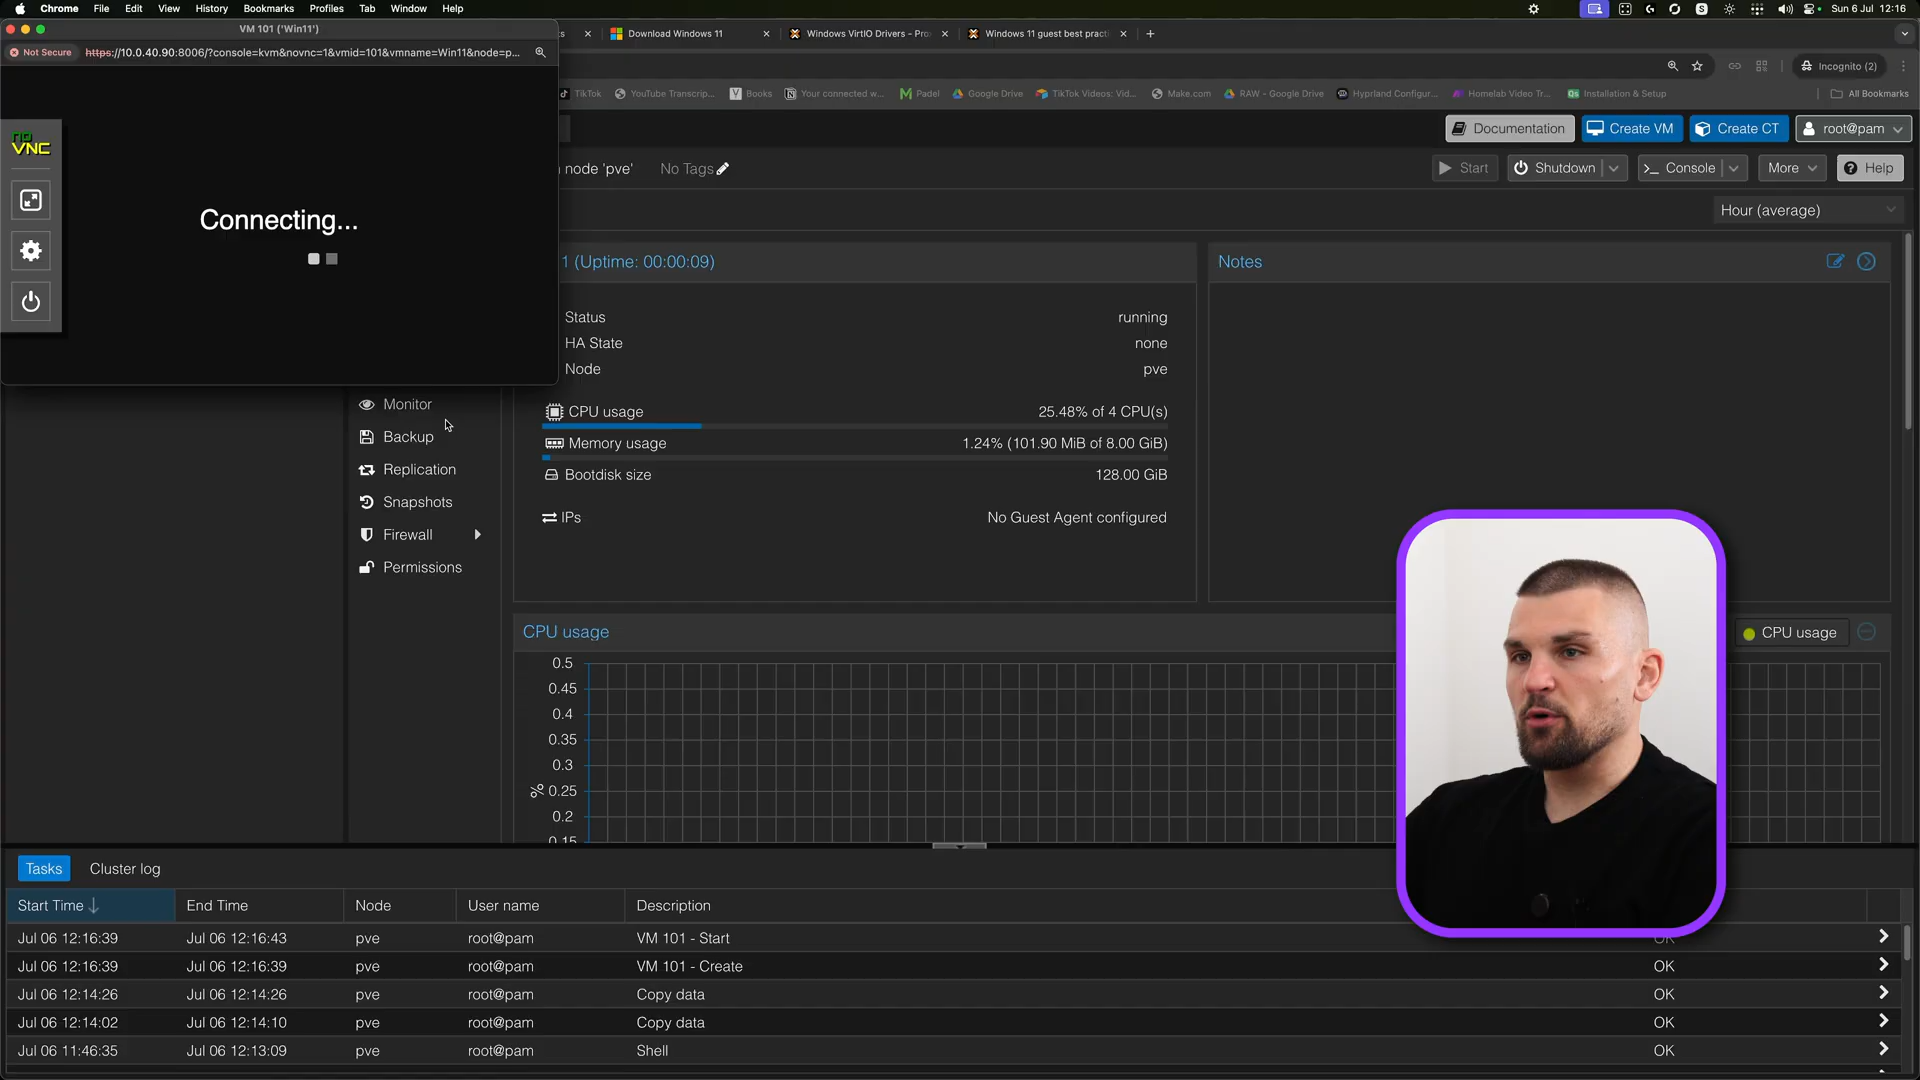 Chrome File Edit View History Bookmarks Profiles Tab Window Help
Sun 6 Jul 12:16
VM 101 ('Win11')
Not Secure https://10.0.40.90:8006/?console=kvm&novnc=1&vmid=101&vmname=Win11&node=p...
Download Windows 11
Windows VirtIO Drivers - Pro
Windows 11 guest best practi
Incognito (2)
TikTok
YouTube Transcrip...
Books
Your connected w...
Padel
Google Drive
TikTok Videos: Vid...
Make.com
RAW - Google Drive
Hyprland Configur...
Homelab Video Tr...
Installation & Setup
All Bookmarks
no
VNC
Connecting...
Documentation
Create VM
Create CT
root@pam
node 'pve'
No Tags
Start
Shutdown
Console
More
Help
Hour (average)
1 (Uptime: 00:00:09)
Notes
Status running
HA State none
Node pve
CPU usage 25.48% of 4 CPU(s)
Memory usage 1.24% (101.90 MiB of 8.00 GiB)
Bootdisk size 128.00 GiB
IPs No Guest Agent configured
Monitor
Backup
Replication
Snapshots
Firewall
Permissions
CPU usage
CPU usage
0.5
0.45
0.4
0.35
0.3
% 0.25
0.2
0.15
Tasks Cluster log
Start Time End Time Node User name Description
Jul 06 12:16:39 Jul 06 12:16:43 pve root@pam VM 101 - Start OK
Jul 06 12:16:39 Jul 06 12:16:39 pve root@pam VM 101 - Create OK
Jul 06 12:14:26 Jul 06 12:14:26 pve root@pam Copy data OK
Jul 06 12:14:02 Jul 06 12:14:10 pve root@pam Copy data OK
Jul 06 11:46:35 Jul 06 12:13:09 pve root@pam Shell OK